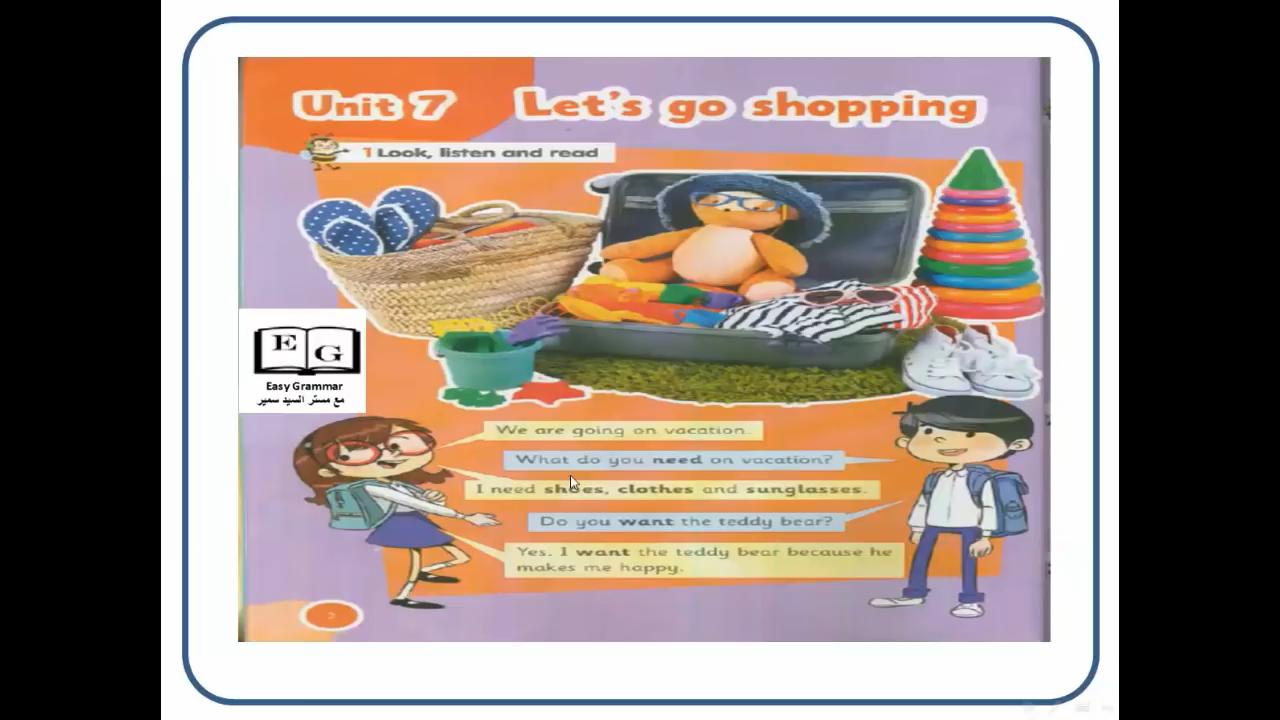 Unit 7 Let's go shopping
1 Look, listen and read
E G
Easy Grammar
مع مستر السيد سمير
We are going on vacation.
What do you need on vacation?
I need shoes, clothes and sunglasses.
Do you want the teddy bear?
Yes. I want the teddy bear because he
makes me happy.